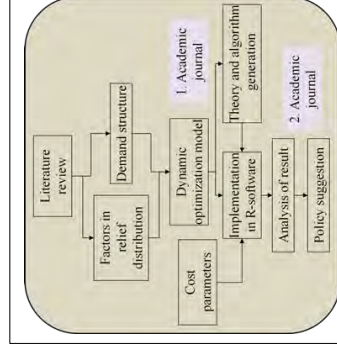 Literature
review
Factors in
relief
distribution
Demand structure
Dynamic
optimization model
1. Academic
journal
Cost
parameters
Implementation
in R-software
Theory and algorithm
generation
Analysis of result
2. Academic
journal
Policy suggestion